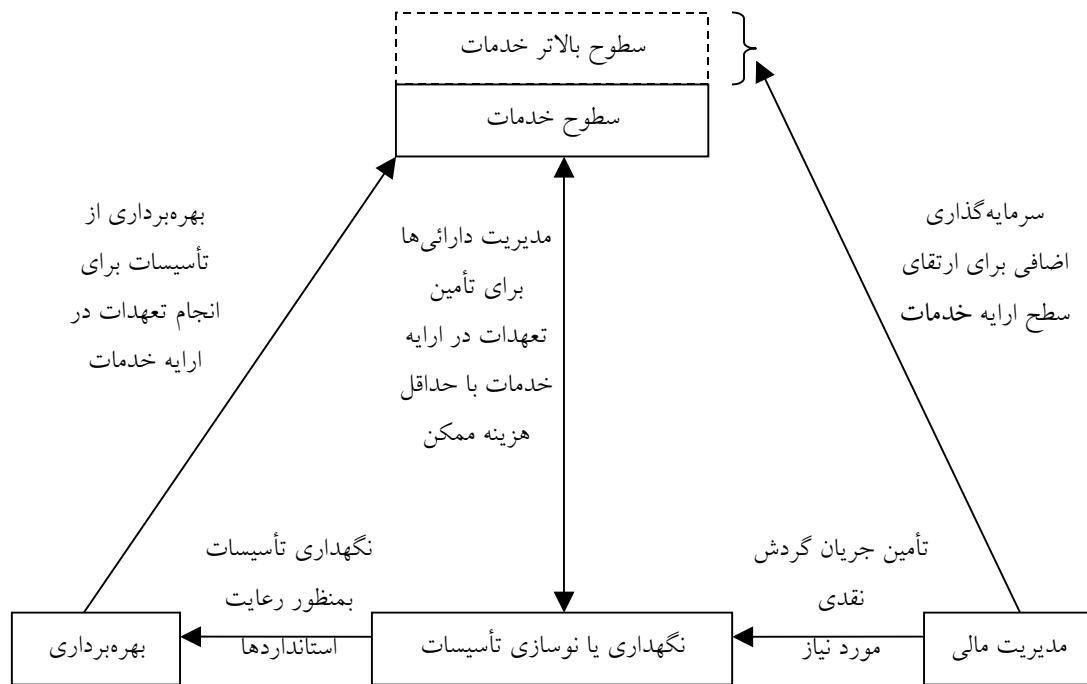 سطوح بالاتر خدمات
سطوح خدمات
سرمایه‌گذاری
اضافی برای ارتقای
سطح ارایه خدمات
مدیریت دارائی‌ها
برای تأمین
تعهدات در ارایه
خدمات با حداقل
هزینه ممکن
بهره‌برداری از
تأسیسات برای
انجام تعهدات در
ارایه خدمات
تأمین جریان گردش
نقدی
مورد نیاز
نگهداری تأسیسات
بمنظور رعایت
استانداردها
مدیریت مالی
نگهداری یا نوسازی تأسیسات
بهره‌برداری